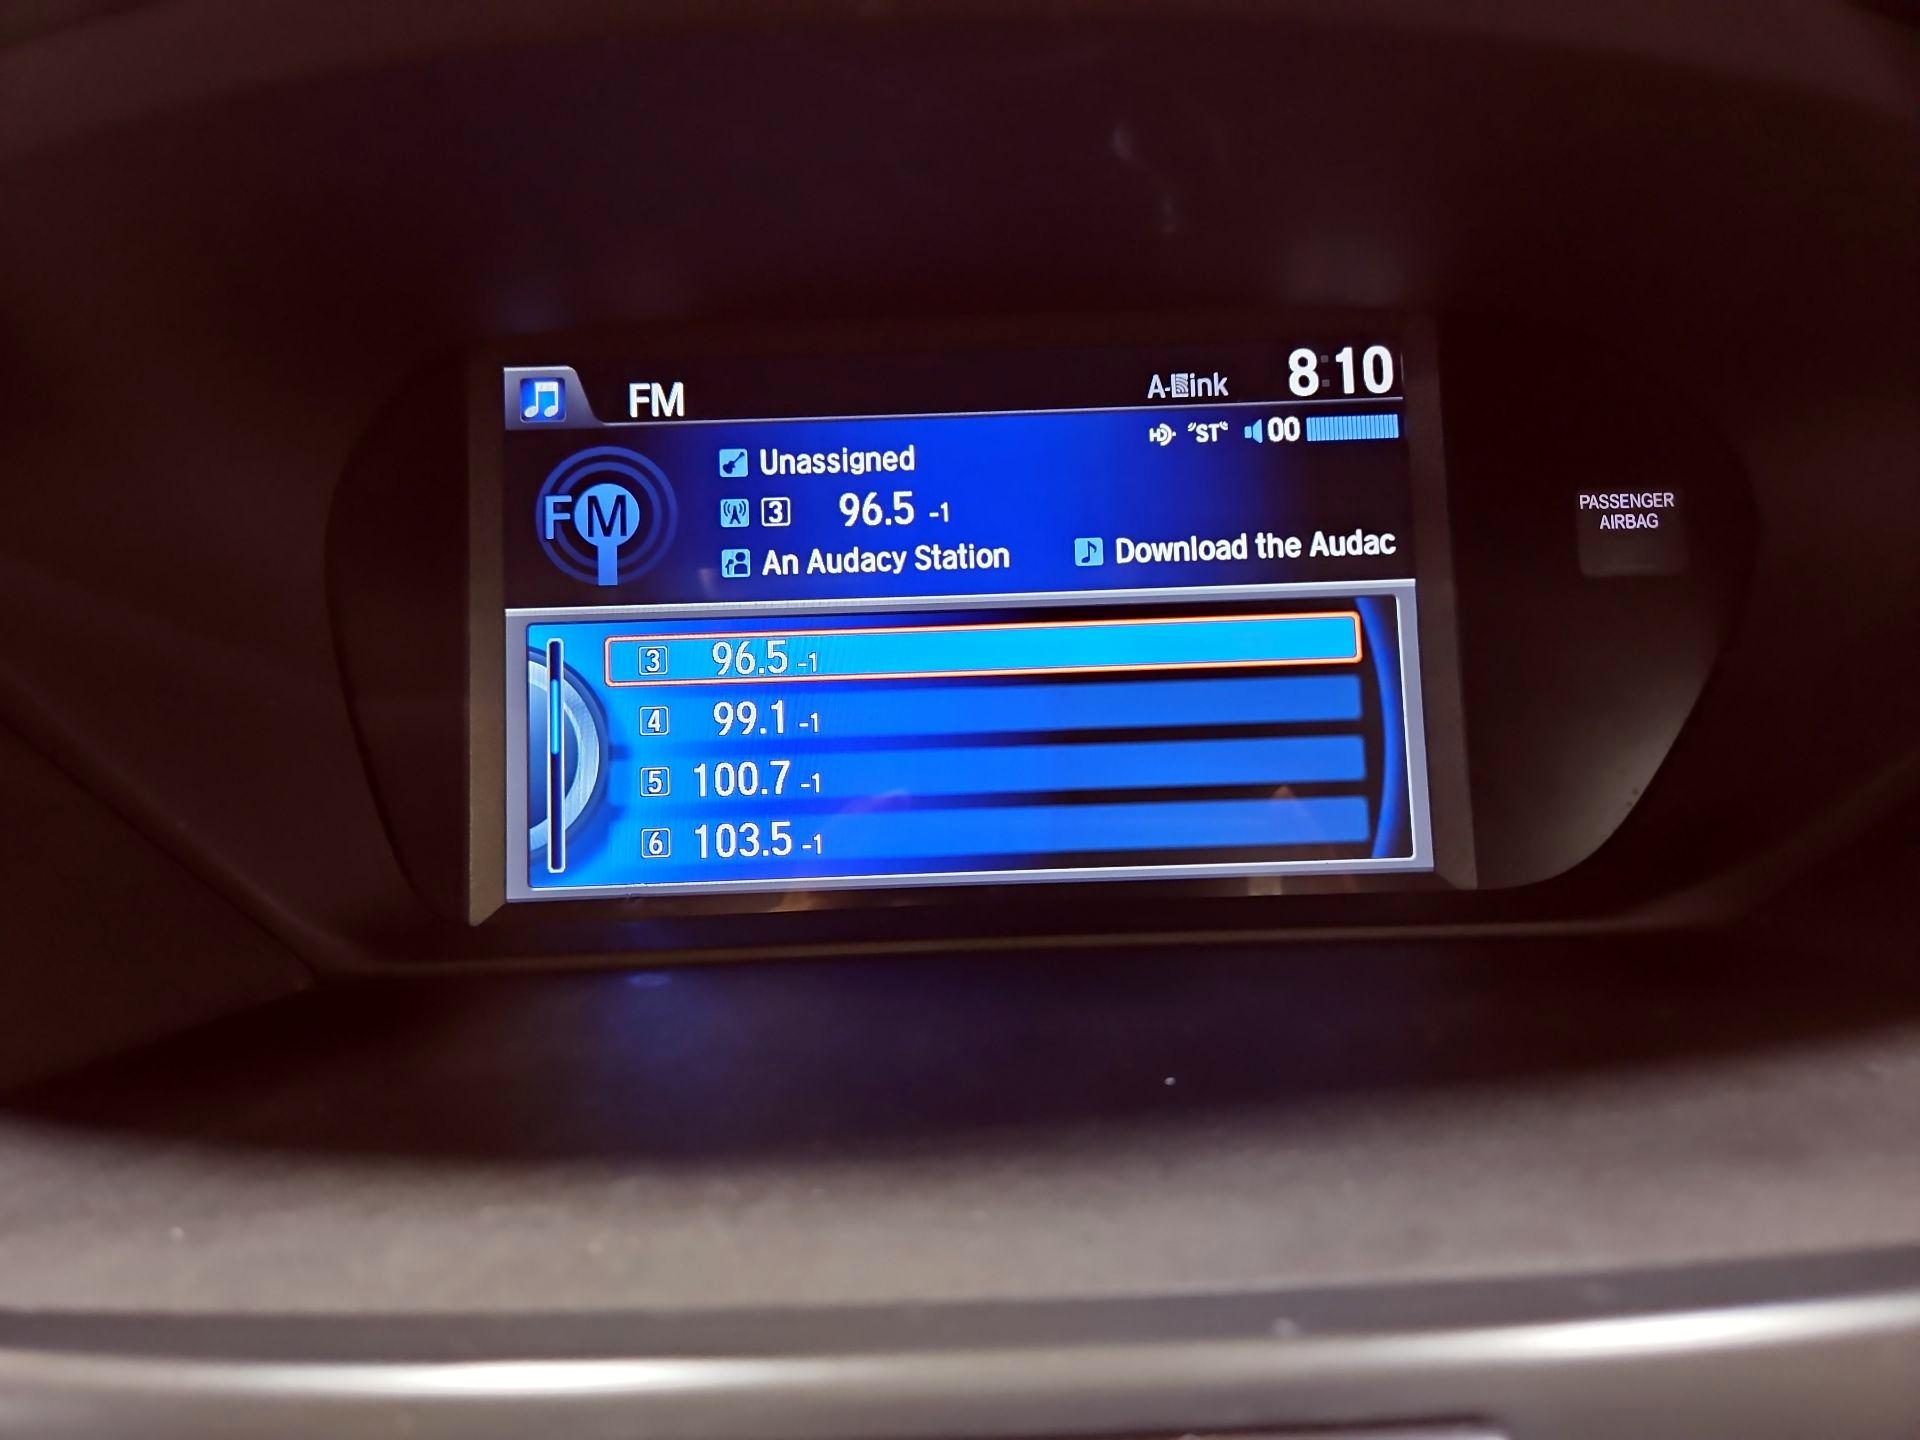 FM A-Link 8:10
HD "ST" 00
FM Unassigned
3 96.5 -1
An Audacy Station Download the Audac
3 96.5 -1
4 99.1 -1
5 100.7 -1
6 103.5 -1
PASSENGER
AIRBAG